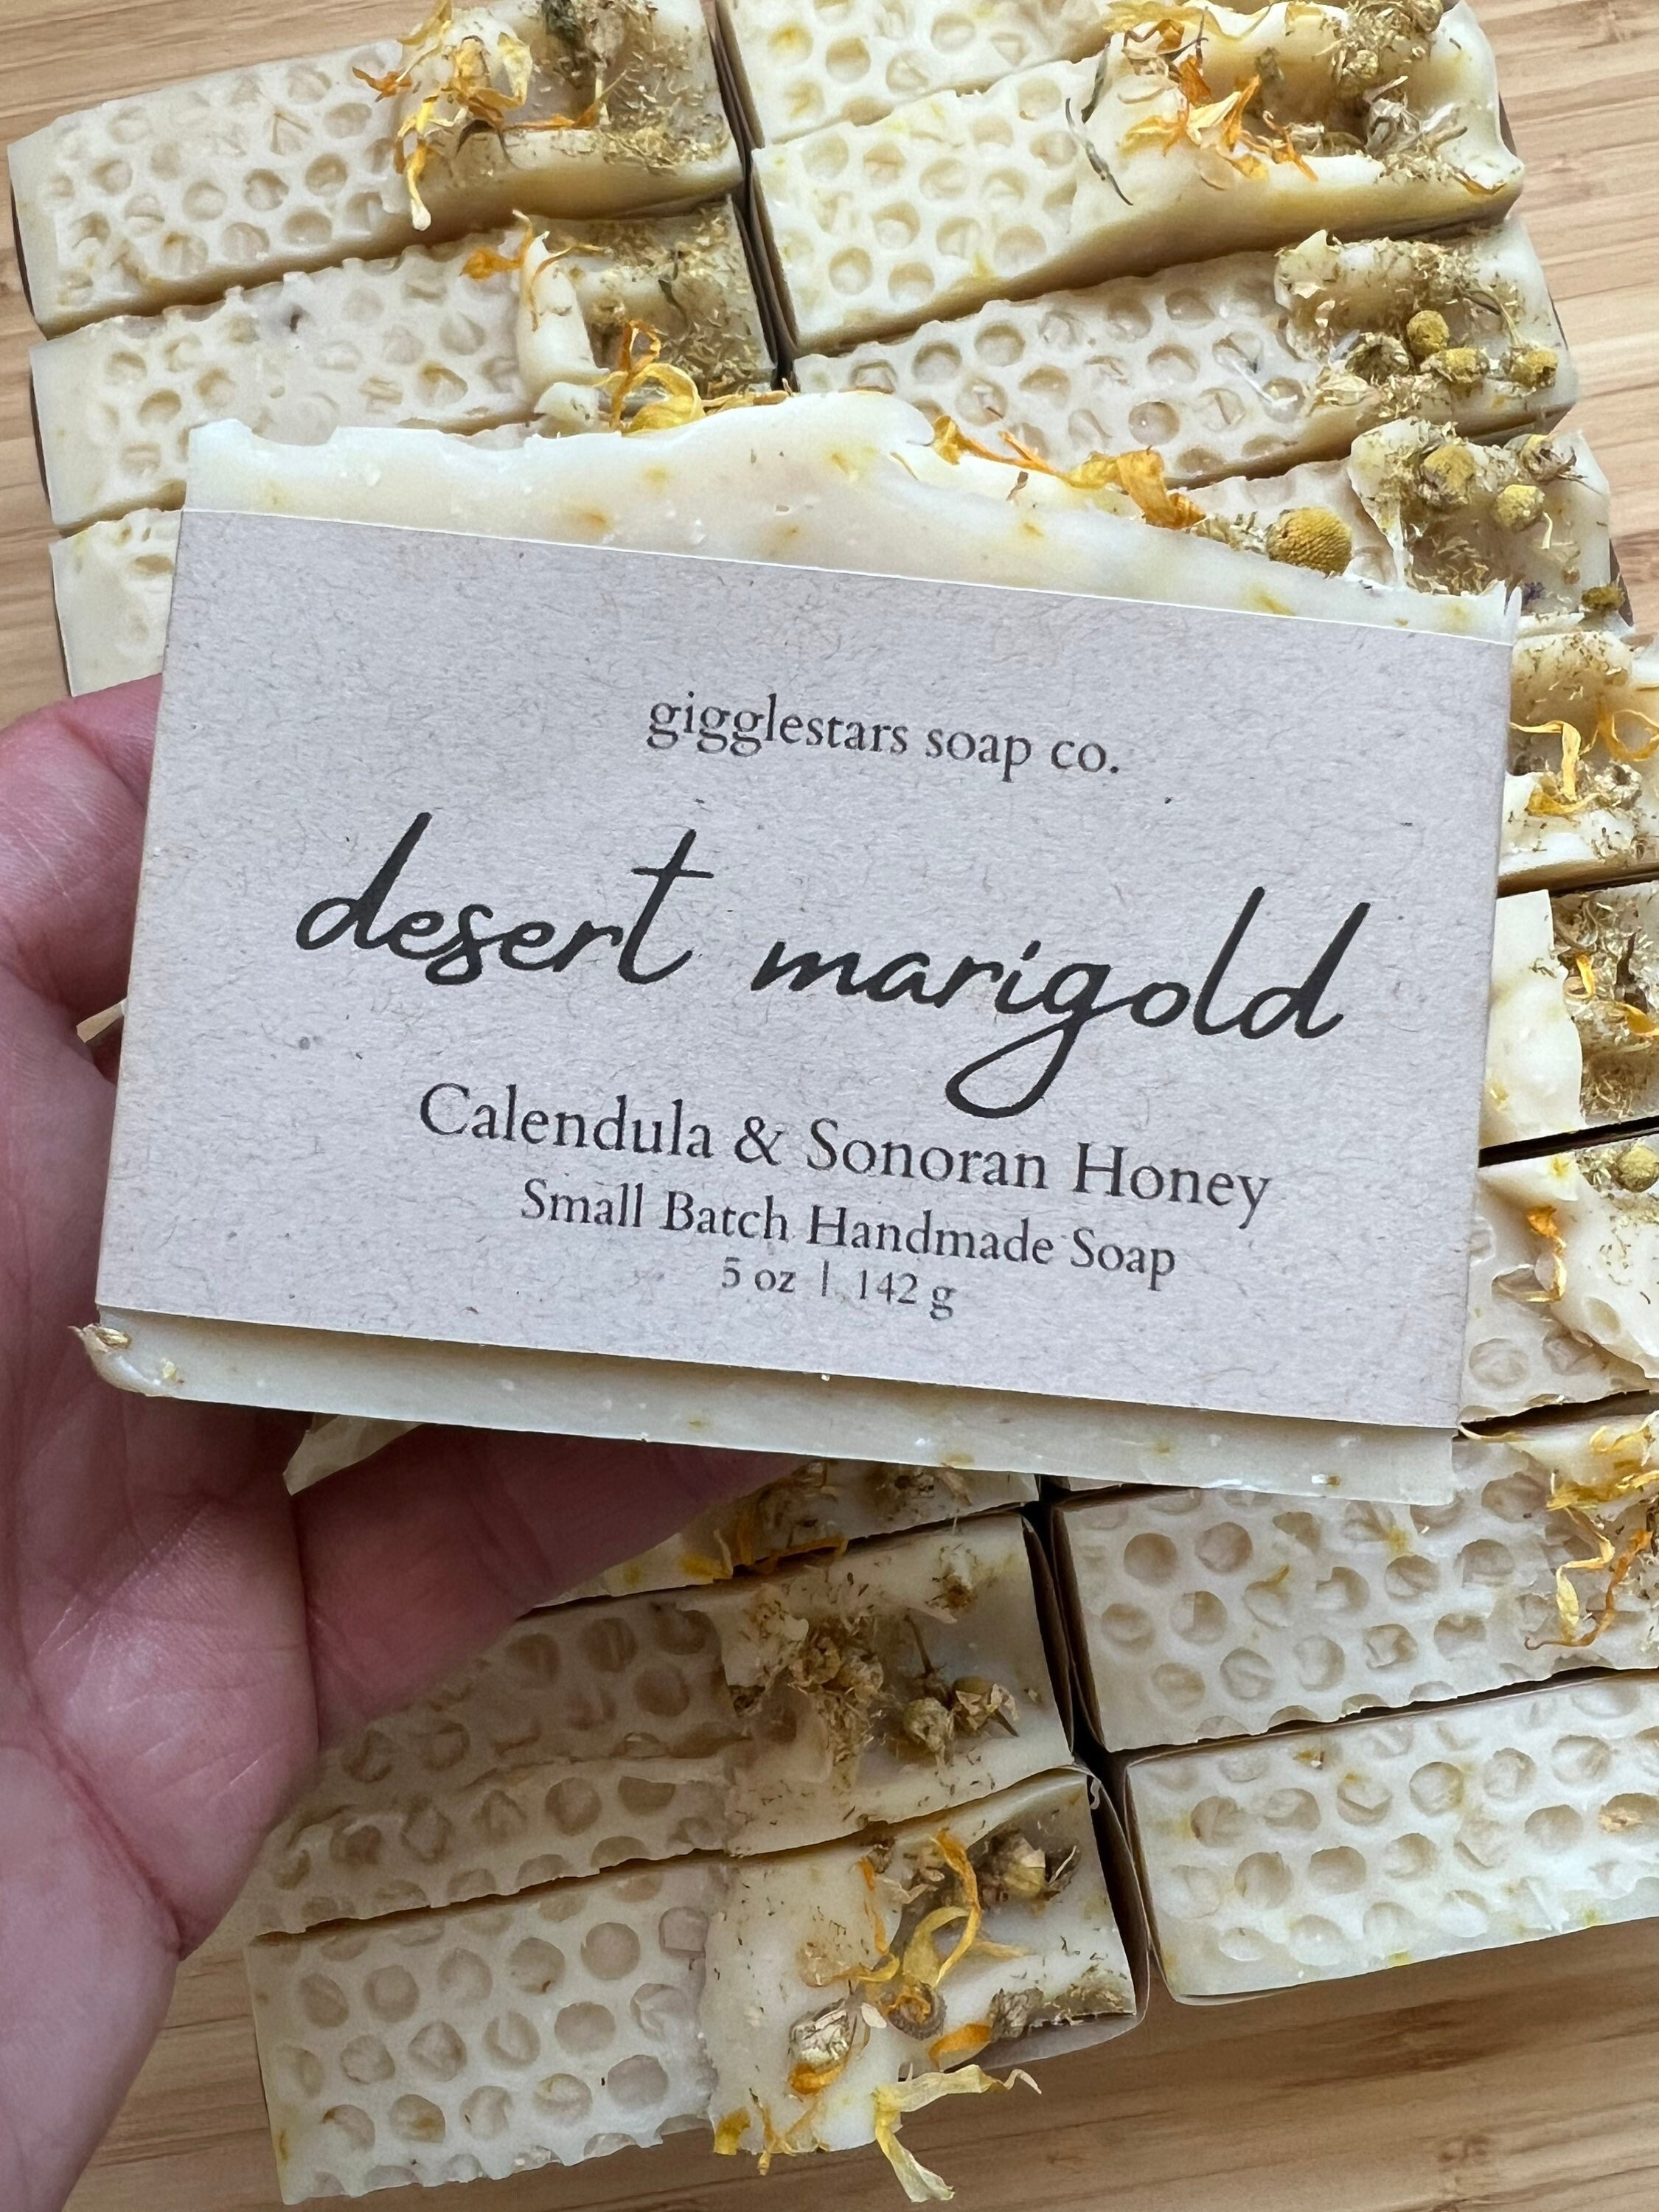 gigglestars soap co.
desert marigold
Calendula & Sonoran Honey
Small Batch Handmade Soap
5 oz | 142 g